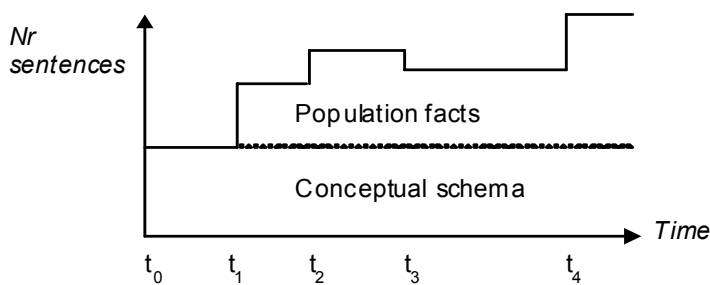 Nr
sentences
Population facts
Conceptual schema
Time
t0 t1 t2 t3 t4